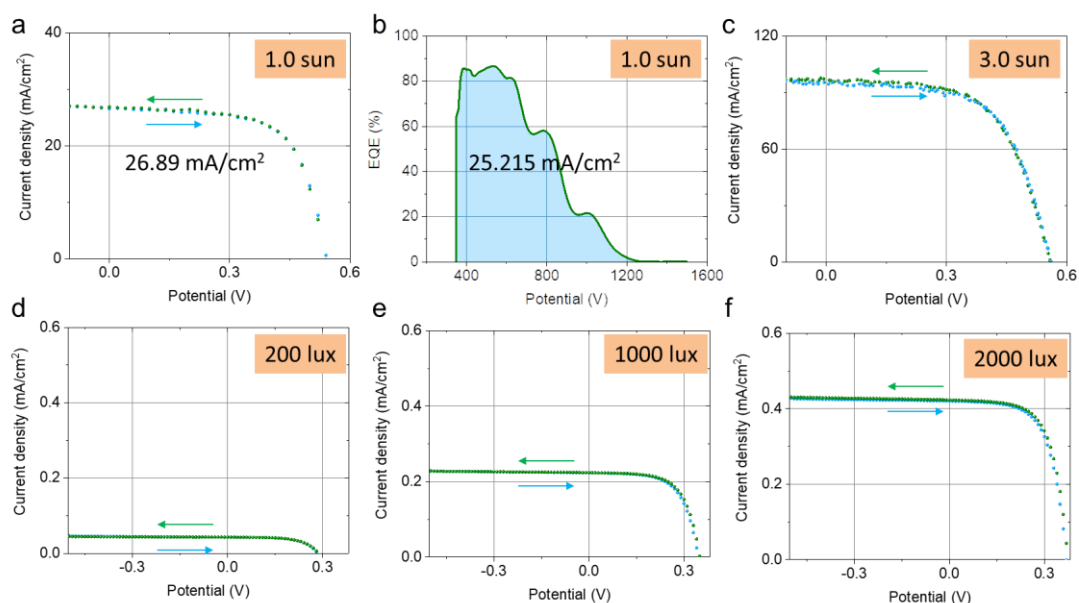 a
1.0 sun
Current density (mA/cm²)
40
20
0
26.89 mA/cm²
0.0
0.3
0.6
Potential (V)
b
1.0 sun
EQE (%)
100
80
60
40
20
0
25.215 mA/cm²
400
800
1200
1600
Potential (V)
c
3.0 sun
Current density (mA/cm²)
120
60
0
0.0
0.3
0.6
Potential (V)
d
200 lux
Current density (mA/cm²)
0.6
0.4
0.2
0.0
-0.3
0.0
0.3
Potential (V)
e
1000 lux
Current density (mA/cm²)
0.6
0.4
0.2
0.0
-0.3
0.0
0.3
Potential (V)
f
2000 lux
Current density (mA/cm²)
0.6
0.4
0.2
0.0
-0.3
0.0
0.3
Potential (V)